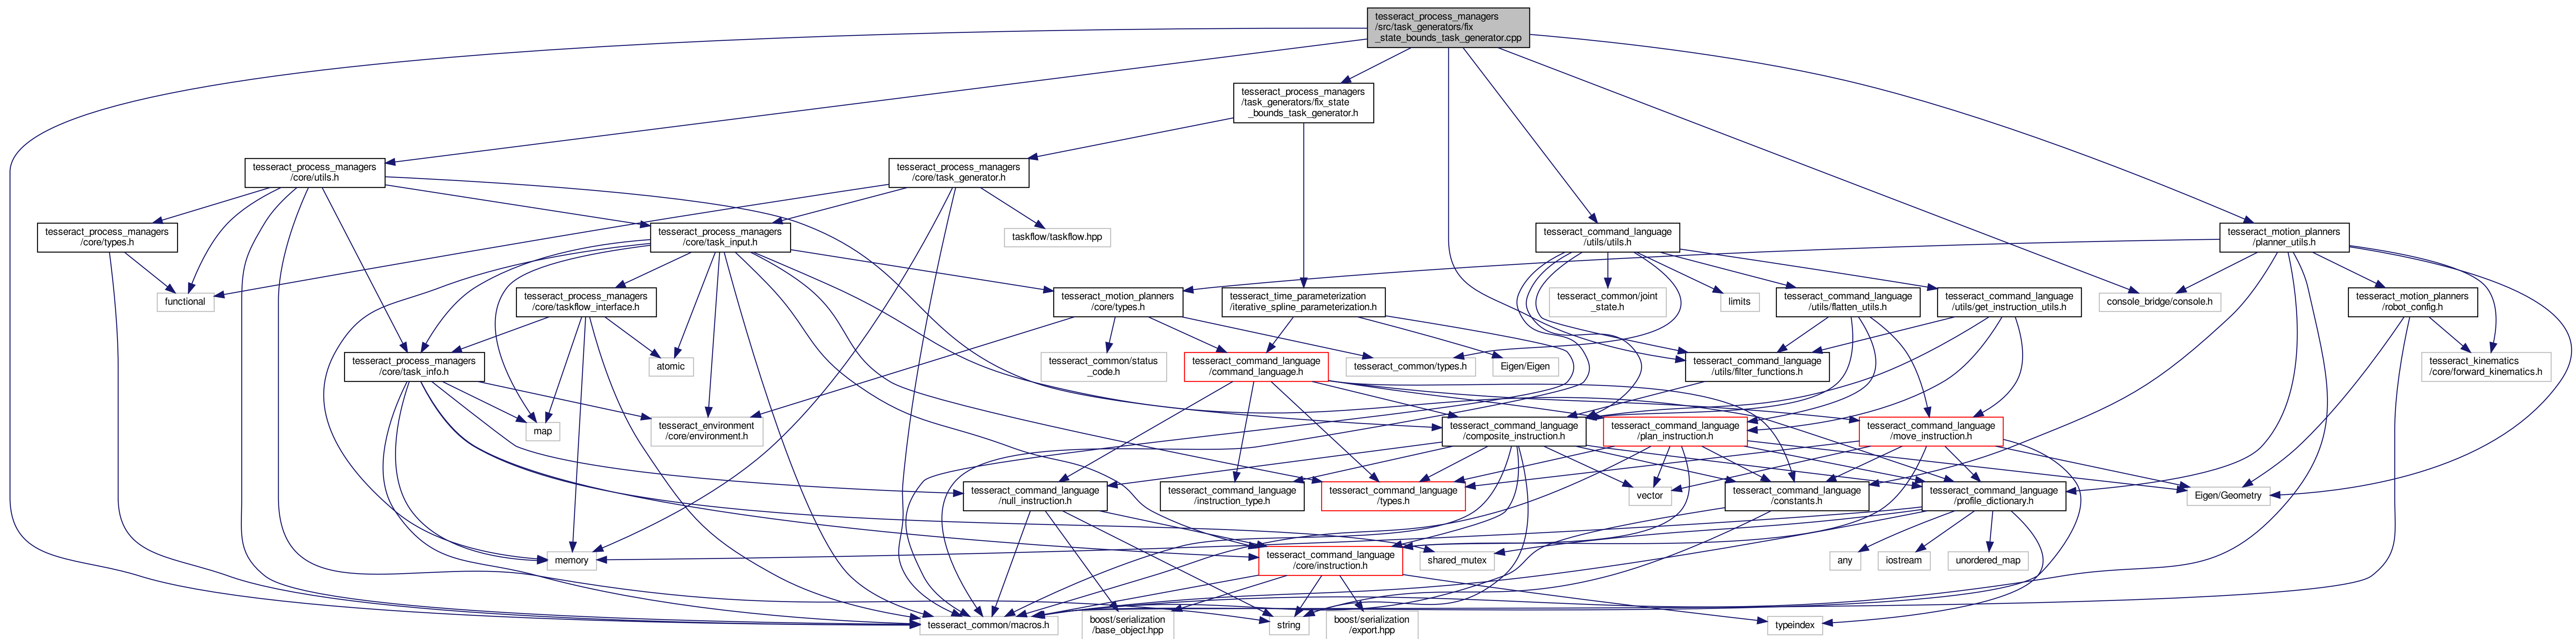 tesseract_process_managers
/src/task_generators/fix
_state_bounds_task_generator.cpp
tesseract_process_managers
/task_generators/fix_state
_bounds_task_generator.h
tesseract_process_managers
/core/utils.h
tesseract_process_managers
/core/task_generator.h
tesseract_process_managers
/core/types.h
tesseract_process_managers
/core/task_input.h
taskflow/taskflow.hpp
tesseract_command_language
/utils/utils.h
tesseract_motion_planners
/planner_utils.h
functional
tesseract_process_managers
/core/taskflow_interface.h
tesseract_motion_planners
/core/types.h
tesseract_time_parameterization
/iterative_spline_parameterization.h
tesseract_common/joint
_state.h
limits
tesseract_command_language
/utils/flatten_utils.h
tesseract_command_language
/utils/get_instruction_utils.h
console_bridge/console.h
tesseract_motion_planners
/robot_config.h
tesseract_process_managers
/core/task_info.h
atomic
tesseract_common/status
_code.h
tesseract_command_language
/command_language.h
tesseract_common/types.h
Eigen/Eigen
tesseract_command_language
/utils/filter_functions.h
tesseract_kinematics
/core/forward_kinematics.h
map
tesseract_environment
/core/environment.h
tesseract_command_language
/composite_instruction.h
tesseract_command_language
/plan_instruction.h
tesseract_command_language
/move_instruction.h
tesseract_command_language
/null_instruction.h
tesseract_command_language
/instruction_type.h
tesseract_command_language
/types.h
vector
tesseract_command_language
/constants.h
tesseract_command_language
/profile_dictionary.h
Eigen/Geometry
memory
tesseract_command_language
/core/instruction.h
shared_mutex
any
iostream
unordered_map
tesseract_common/macros.h
boost/serialization
/base_object.hpp
string
boost/serialization
/export.hpp
typeindex